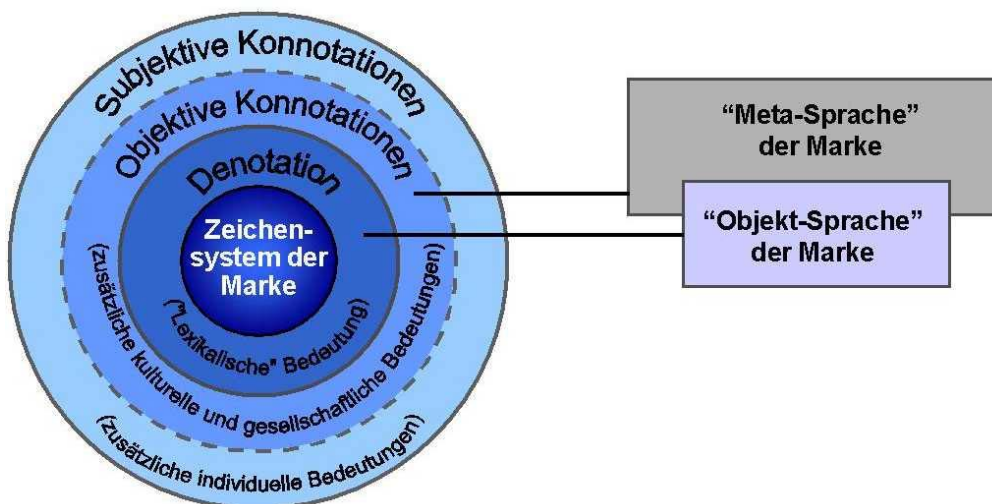 Subjektive Konnotationen
Objektive Konnotationen
Denotation
Zeichen-
system der
Marke
("Lexikalische" Bedeutung)
(zusätzliche kulturelle und gesellschaftliche Bedeutungen)
(zusätzliche individuelle Bedeutungen)
“Meta-Sprache”
der Marke
“Objekt-Sprache”
der Marke